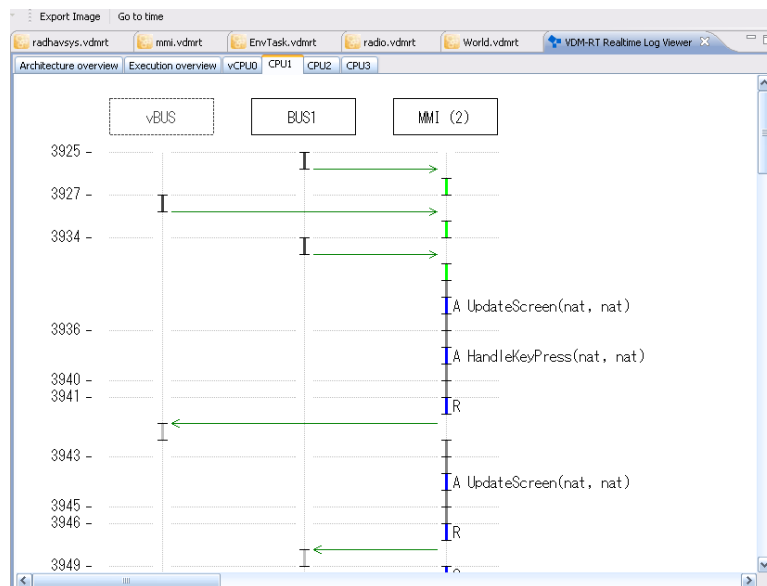 Export Image Go to time
radhavsys.vdmrt mmi.vdmrt EnvTask.vdmrt radio.vdmrt World.vdmrt VDM-RT Realtime Log Viewer
Architecture overview Execution overview vCPU0 CPU1 CPU2 CPU3
vBUS BUS1 MMI (2)
3925
3927
3934
A UpdateScreen(nat, nat)
3936
A HandleKeyPress(nat, nat)
3940
3941
R
3943
A UpdateScreen(nat, nat)
3945
3946
R
3949